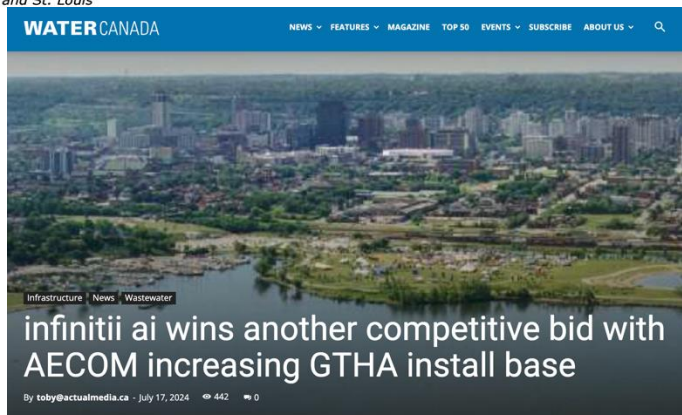 and St. Louis
WATERCANADA
NEWS FEATURES MAGAZINE TOP 50 EVENTS SUBSCRIBE ABOUT US
Infrastructure News Wastewater
infinitii ai wins another competitive bid with
AECOM increasing GTHA install base
By toby@actualmedia.ca - July 17, 2024 442 0